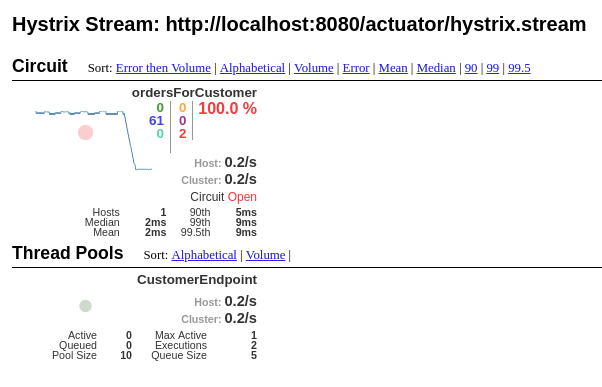 Hystrix Stream: http://localhost:8080/actuator/hystrix.stream
Circuit Sort: Error then Volume | Alphabetical | Volume | Error | Mean | Median | 90 | 99 | 99.5
ordersForCustomer
0 0 100.0 %
61 0
0 2
Host: 0.2/s
Cluster: 0.2/s
Circuit Open
Hosts 1 90th 5ms
Median 2ms 99th 9ms
Mean 2ms 99.5th 9ms
Thread Pools Sort: Alphabetical | Volume |
CustomerEndpoint
Host: 0.2/s
Cluster: 0.2/s
Active 0 Max Active 1
Queued 0 Executions 2
Pool Size 10 Queue Size 5